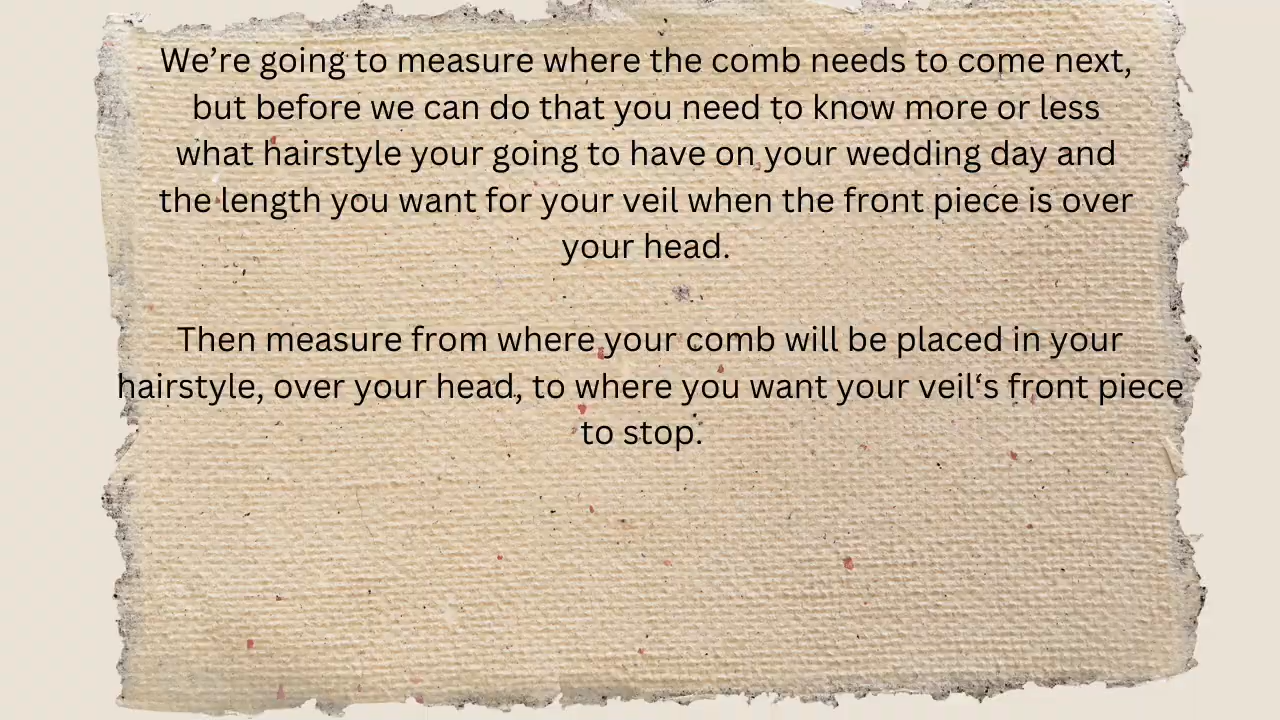 We’re going to measure where the comb needs to come next,
but before we can do that you need to know more or less
what hairstyle your going to have on your wedding day and
the length you want for your veil when the front piece is over
your head.
Then measure from where your comb will be placed in your
hairstyle, over your head, to where you want your veil‘s front piece
to stop.